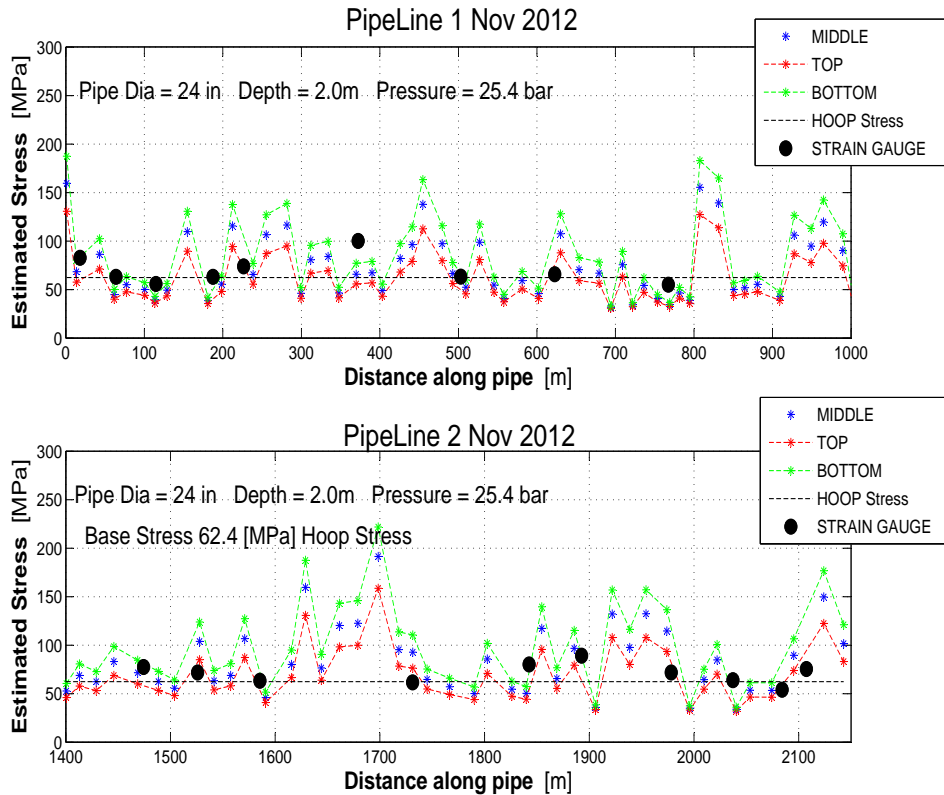 PipeLine 1 Nov 2012
MIDDLE
TOP
BOTTOM
HOOP Stress
STRAIN GAUGE
Pipe Dia = 24 in Depth = 2.0m Pressure = 25.4 bar
Estimated Stress [MPa]
300
250
200
150
100
50
0
0 100 200 300 400 500 600 700 800 900 1000
Distance along pipe [m]
PipeLine 2 Nov 2012
MIDDLE
TOP
BOTTOM
HOOP Stress
STRAIN GAUGE
Pipe Dia = 24 in Depth = 2.0m Pressure = 25.4 bar
Base Stress 62.4 [MPa] Hoop Stress
Estimated Stress [MPa]
300
250
200
150
100
50
0
1400 1500 1600 1700 1800 1900 2000 2100
Distance along pipe [m]